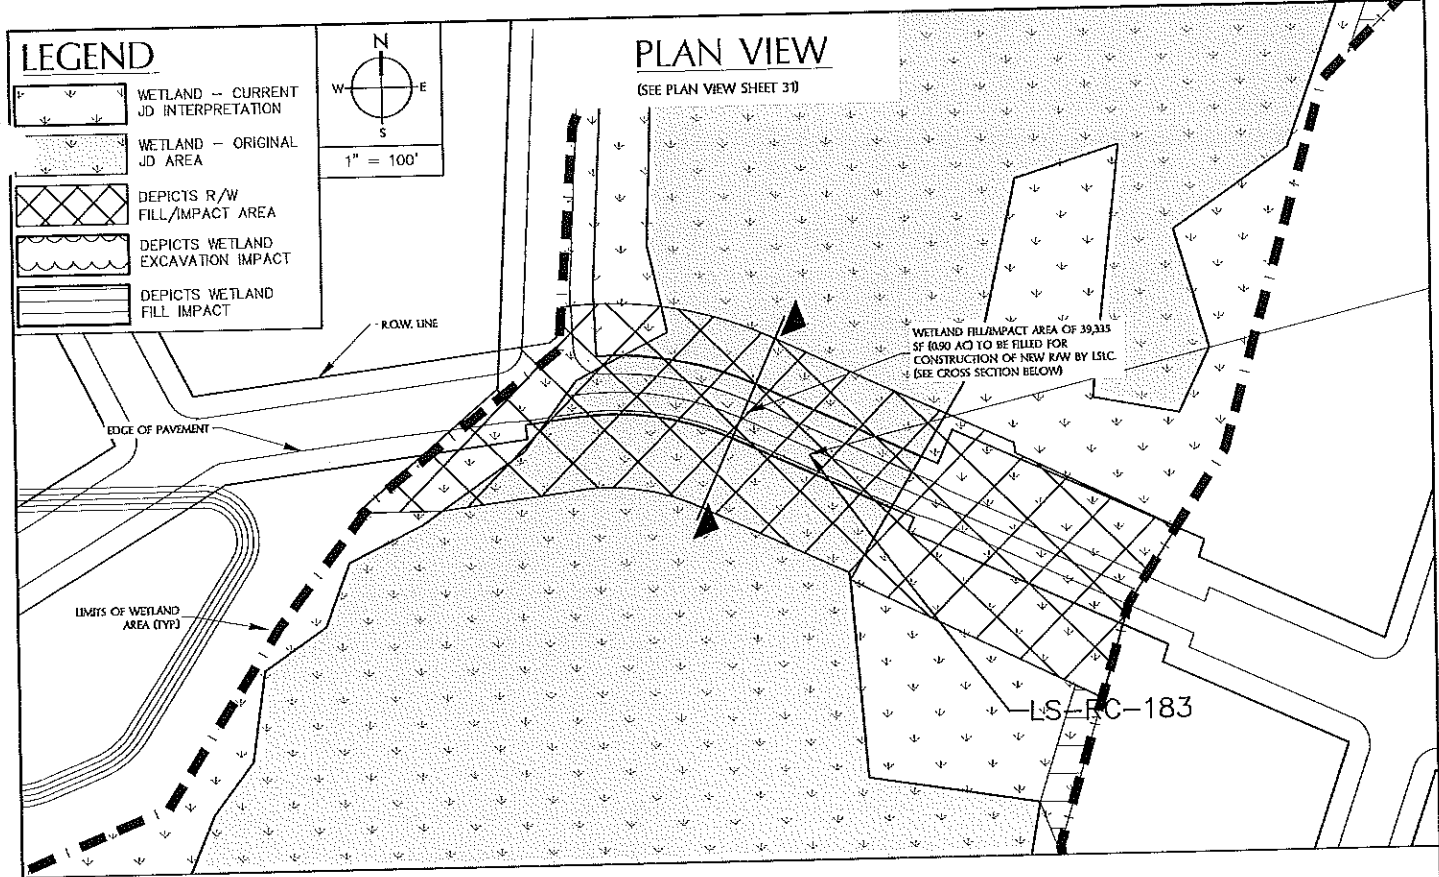 LEGEND
WETLAND - CURRENT
JD INTERPRETATION
WETLAND - ORIGINAL
JD AREA
DEPICTS R/W
FILL/IMPACT AREA
DEPICTS WETLAND
EXCAVATION IMPACT
DEPICTS WETLAND
FILL IMPACT
N
W
E
S
1" = 100'
PLAN VIEW
(SEE PLAN VIEW SHEET 31)
R.O.W. LINE
EDGE OF PAVEMENT
LIMITS OF WETLAND
AREA (TYP.)
WETLAND FILL/IMPACT AREA OF 39,335
SF (0.90 AC) TO BE FILLED FOR
CONSTRUCTION OF NEW R/W BY LSLC.
(SEE CROSS SECTION BELOW)
LS-FC-183